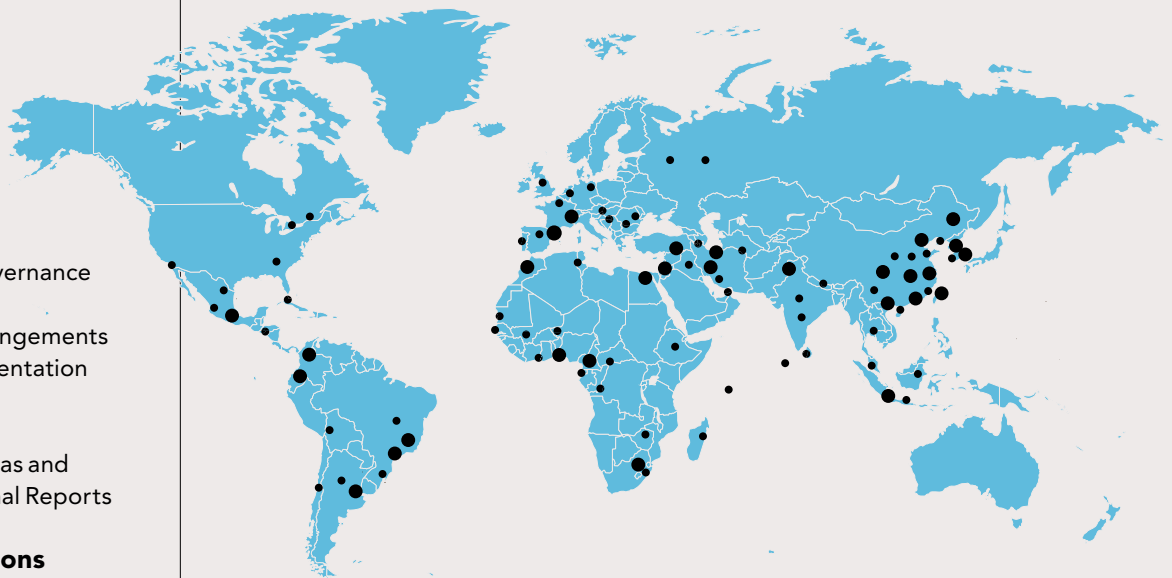 vernance
ngements
entation
as and
al Reports
ons